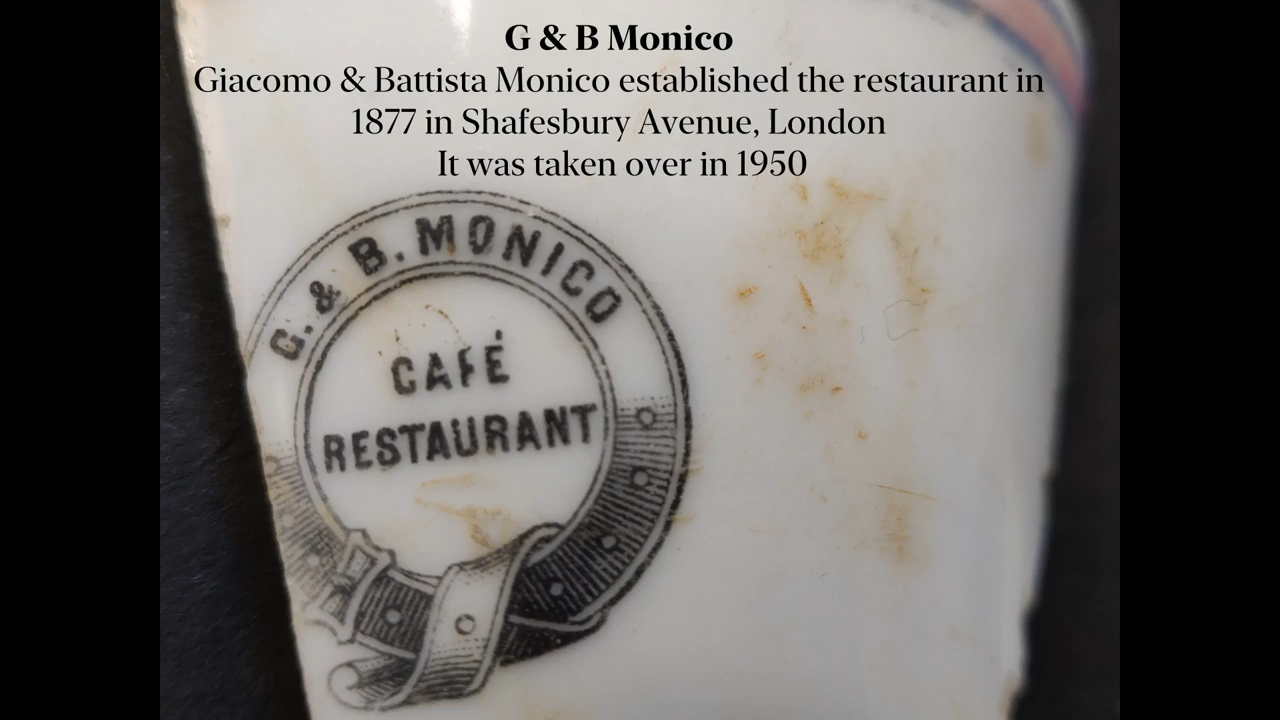 G & B Monico
Giacomo & Battista Monico established the restaurant in
1877 in Shafesbury Avenue, London
It was taken over in 1950
G. & B. MONICO
CAFÉ
RESTAURANT